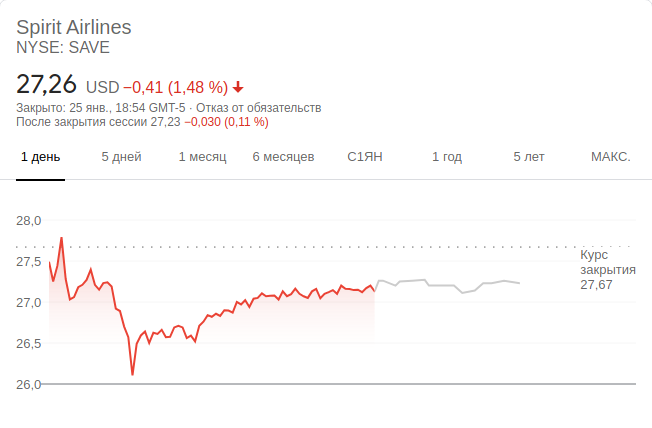 Spirit Airlines
NYSE: SAVE
27,26 USD −0,41 (1,48 %)
Закрыто: 25 янв., 18:54 GMT-5 · Отказ от обязательств
После закрытия сессии 27,23 −0,030 (0,11 %)
1 день 5 дней 1 месяц 6 месяцев С1ЯН 1 год 5 лет МАКС.
28,0
27,5
27,0
26,5
26,0
Курс
закрытия
27,67